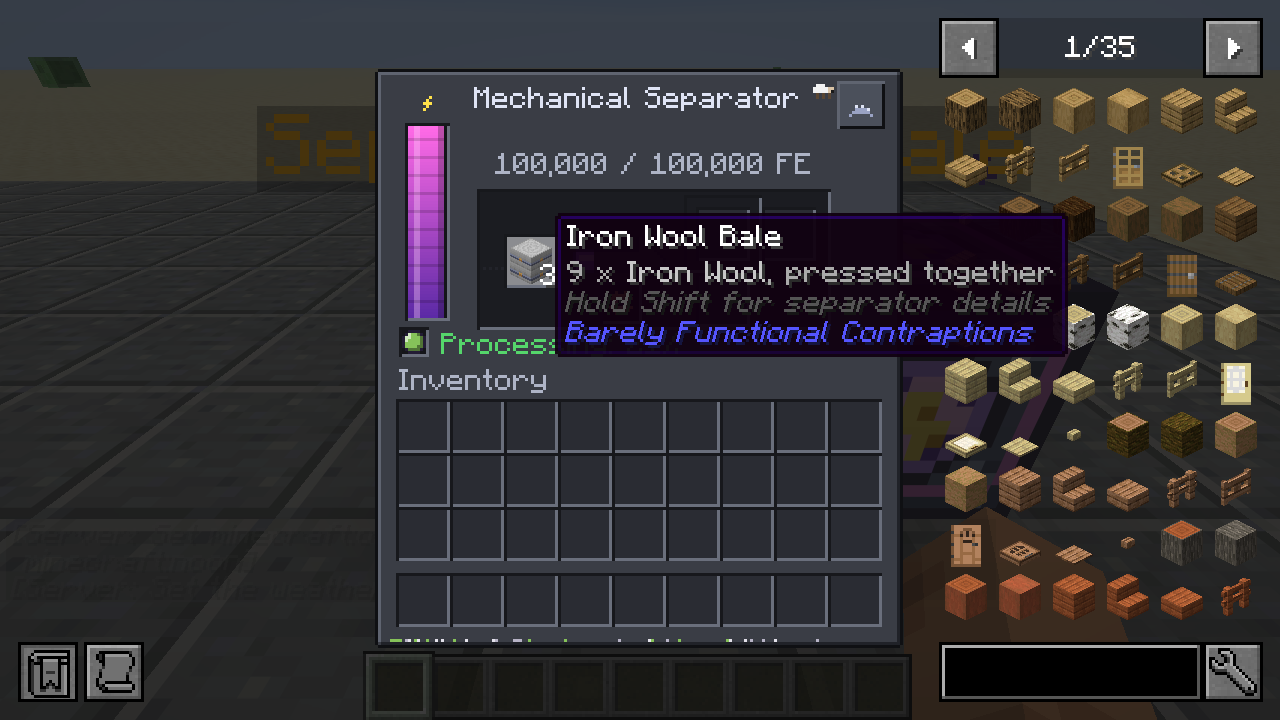 1/35
Mechanical Separator
100,000 / 100,000 FE
Iron Wool Bale
9 x Iron Wool, pressed together
3
Hold Shift for separator details
Barely Functional Contraptions
Inventory